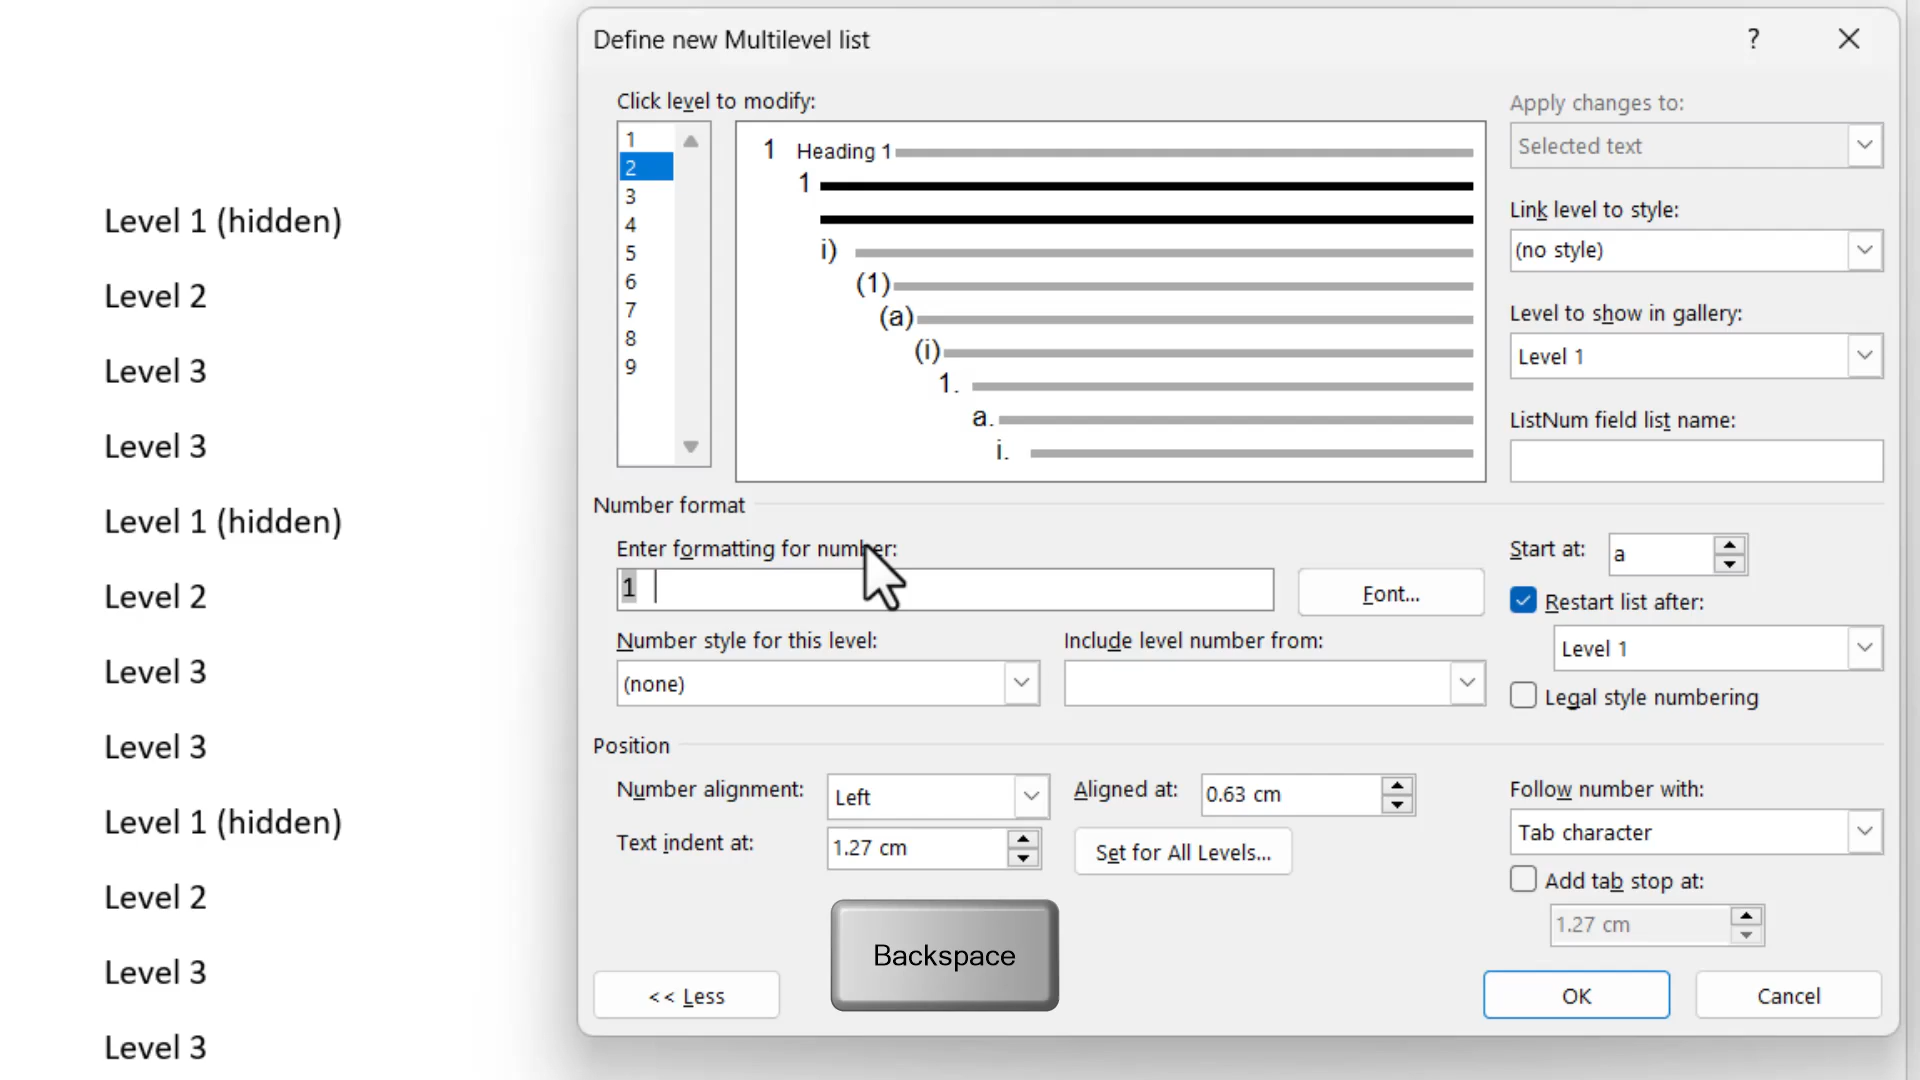 Level 1 (hidden)
Level 2
Level 3
Level 3
Level 1 (hidden)
Level 2
Level 3
Level 3
Level 1 (hidden)
Level 2
Level 3
Level 3
Define new Multilevel list
?
Click level to modify:
1
2
3
4
5
6
7
8
9
1 Heading 1
1
i)
(1)
(a)
(i)
1.
a.
i.
Apply changes to:
Selected text
Link level to style:
(no style)
Level to show in gallery:
Level 1
ListNum field list name:
Number format
Enter formatting for number:
1
Font...
Number style for this level:
(none)
Include level number from:
Start at:
a
Restart list after:
Level 1
Legal style numbering
Position
Number alignment:
Left
Aligned at:
0.63 cm
Text indent at:
1.27 cm
Set for All Levels...
Follow number with:
Tab character
Add tab stop at:
1.27 cm
Backspace
<< Less
OK
Cancel